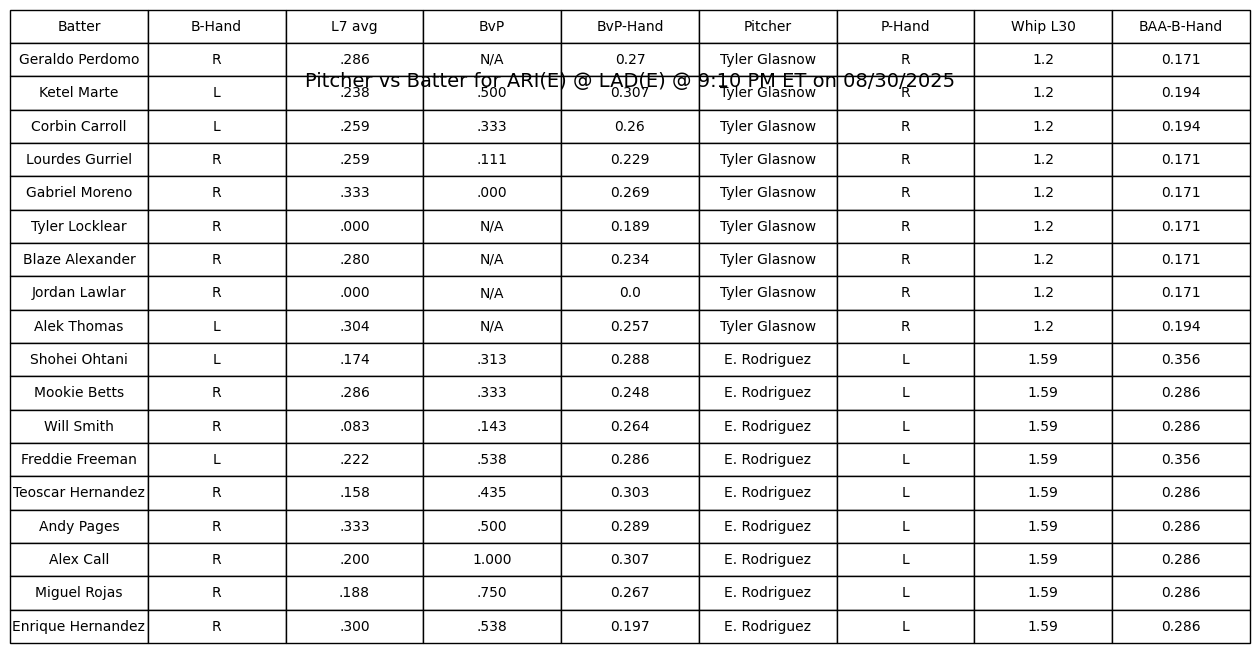 Batter B-Hand L7 avg BvP BvP-Hand Pitcher P-Hand Whip L30 BAA-B-Hand
Geraldo Perdomo R .286 N/A 0.27 Tyler Glasnow R 1.2 0.171
Pitcher vs Batter for ARI(E) @ LAD(E) @ 9:10 PM ET on 08/30/2025
Ketel Marte L .238 .500 0.307 Tyler Glasnow R 1.2 0.194
Corbin Carroll L .259 .333 0.26 Tyler Glasnow R 1.2 0.194
Lourdes Gurriel R .259 .111 0.229 Tyler Glasnow R 1.2 0.171
Gabriel Moreno R .333 .000 0.269 Tyler Glasnow R 1.2 0.171
Tyler Locklear R .000 N/A 0.189 Tyler Glasnow R 1.2 0.171
Blaze Alexander R .280 N/A 0.234 Tyler Glasnow R 1.2 0.171
Jordan Lawlar R .000 N/A 0.0 Tyler Glasnow R 1.2 0.171
Alek Thomas L .304 N/A 0.257 Tyler Glasnow R 1.2 0.194
Shohei Ohtani L .174 .313 0.288 E. Rodriguez L 1.59 0.356
Mookie Betts R .286 .333 0.248 E. Rodriguez L 1.59 0.286
Will Smith R .083 .143 0.264 E. Rodriguez L 1.59 0.286
Freddie Freeman L .222 .538 0.286 E. Rodriguez L 1.59 0.356
Teoscar Hernandez R .158 .435 0.303 E. Rodriguez L 1.59 0.286
Andy Pages R .333 .500 0.289 E. Rodriguez L 1.59 0.286
Alex Call R .200 1.000 0.307 E. Rodriguez L 1.59 0.286
Miguel Rojas R .188 .750 0.267 E. Rodriguez L 1.59 0.286
Enrique Hernandez R .300 .538 0.197 E. Rodriguez L 1.59 0.286